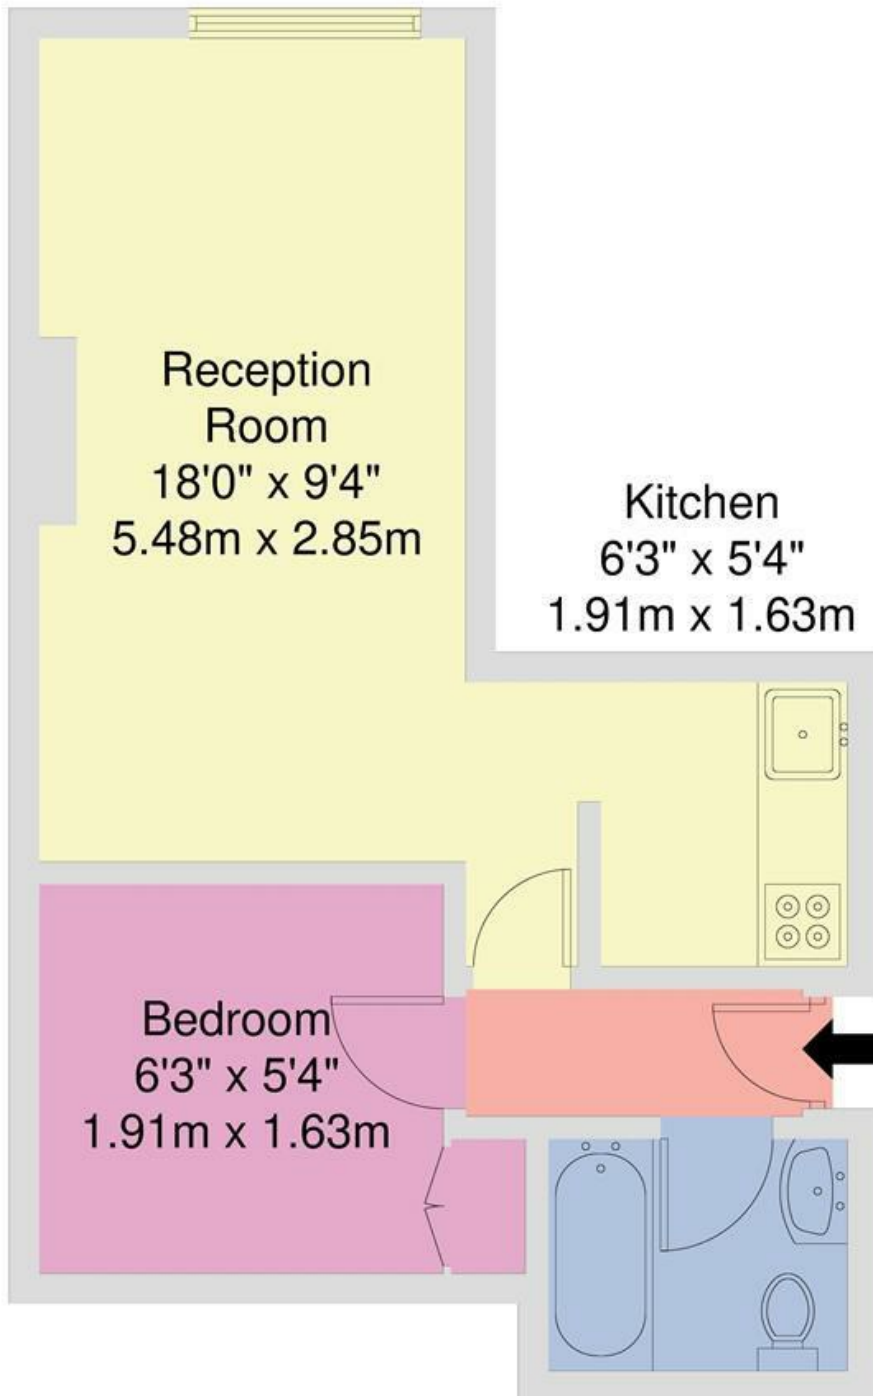 Reception
Room
18'0" x 9'4"
5.48m x 2.85m
Kitchen
6'3" x 5'4"
1.91m x 1.63m
Bedroom
6'3" x 5'4"
1.91m x 1.63m